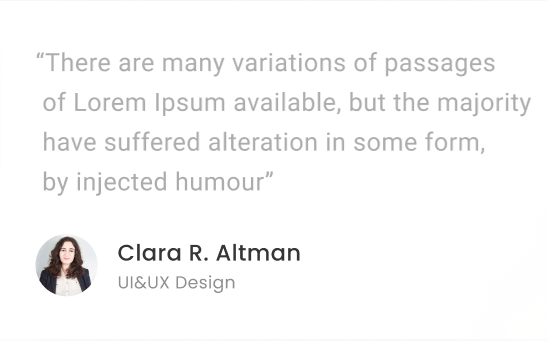 “There are many variations of passages
of Lorem Ipsum available, but the majority
have suffered alteration in some form,
by injected humour”
Clara R. Altman
UI&UX Design